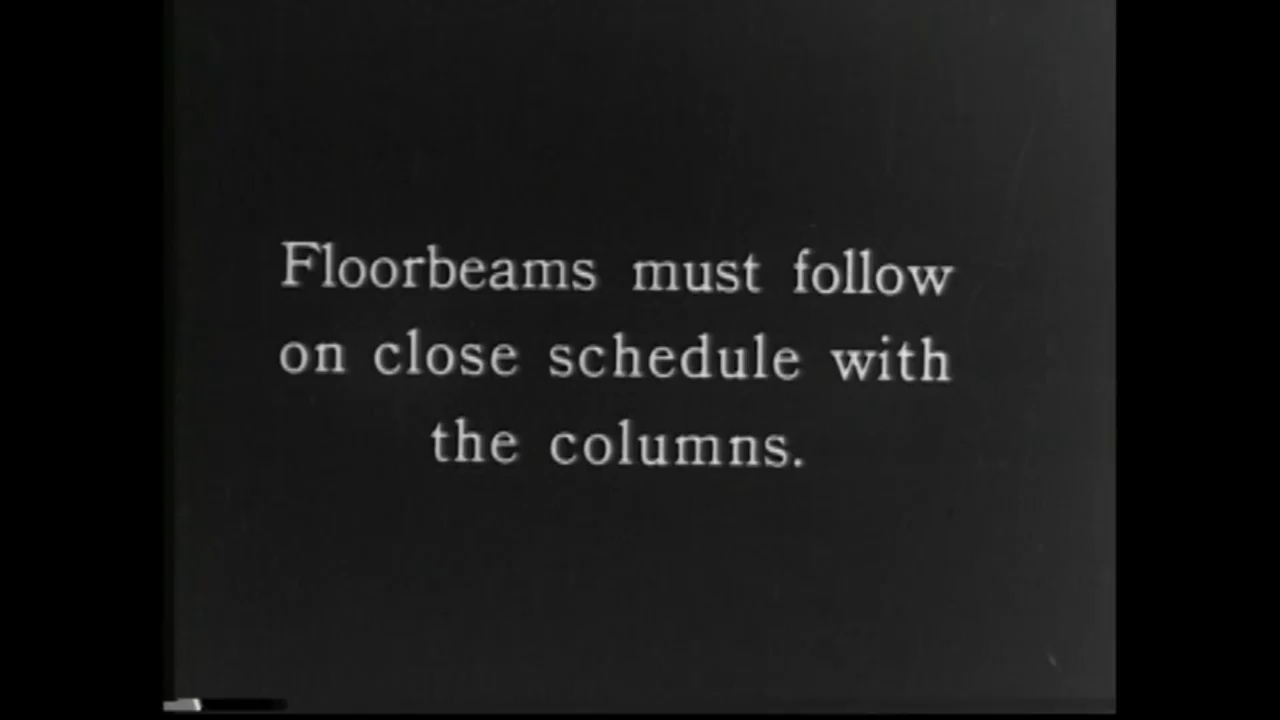 Floorbeams must follow
on close schedule with
the columns.